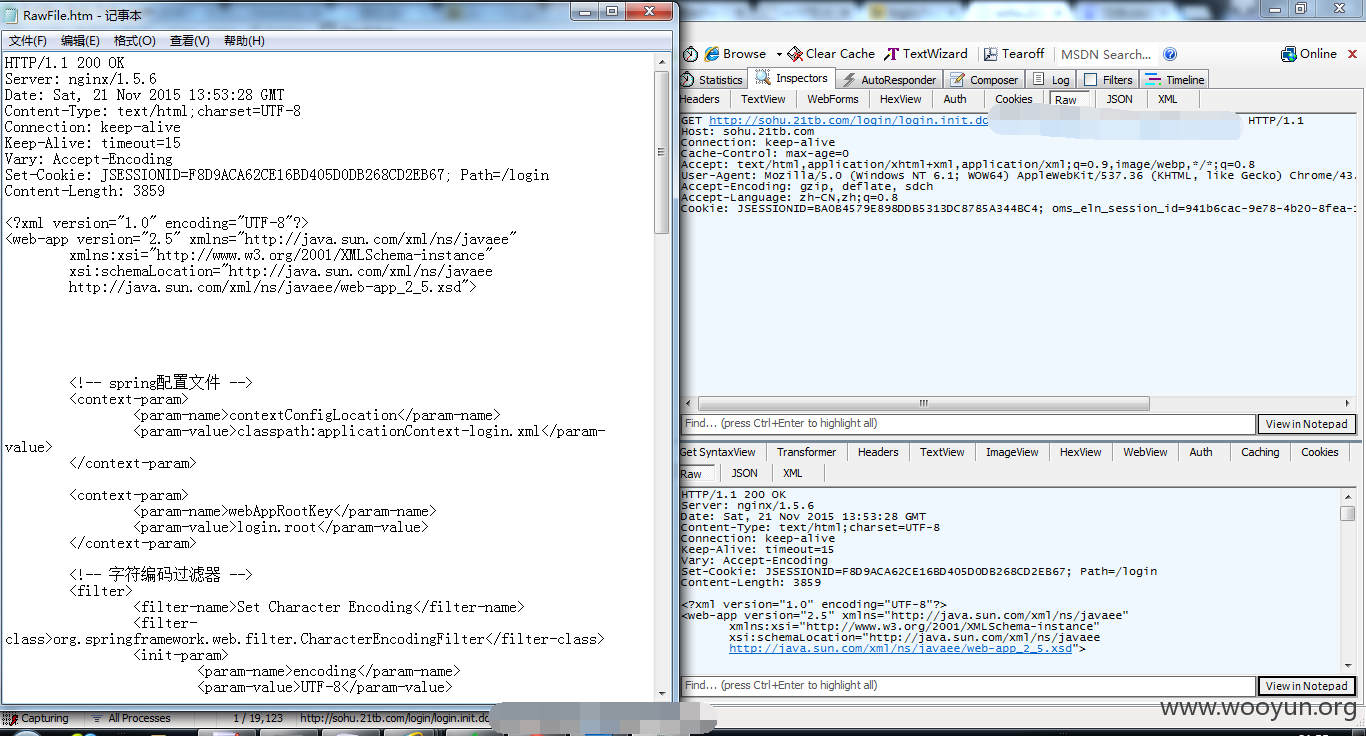 RawFile.htm - 记事本
文件(F) 编辑(E) 格式(O) 查看(V) 帮助(H)
HTTP/1.1 200 OK
Server: nginx/1.5.6
Date: Sat, 21 Nov 2015 13:53:28 GMT
Content-Type: text/html;charset=UTF-8
Connection: keep-alive
Keep-Alive: timeout=15
Vary: Accept-Encoding
Set-Cookie: JSESSIONID=F8D9ACA62CE16BD405D0DB268CD2EB67; Path=/login
Content-Length: 3859
<?xml version="1.0" encoding="UTF-8"?>
<web-app version="2.5" xmlns="http://java.sun.com/xml/ns/javaee"
xmlns:xsi="http://www.w3.org/2001/XMLSchema-instance"
xsi:schemaLocation="http://java.sun.com/xml/ns/javaee
http://java.sun.com/xml/ns/javaee/web-app_2_5.xsd">
<!-- spring配置文件 -->
<context-param>
<param-name>contextConfigLocation</param-name>
<param-value>classpath:applicationContext-login.xml</param-
value>
</context-param>
<context-param>
<param-name>webAppRootKey</param-name>
<param-value>login.root</param-value>
</context-param>
<!-- 字符编码过滤器 -->
<filter>
<filter-name>Set Character Encoding</filter-name>
<filter-
class>org.springframework.web.filter.CharacterEncodingFilter</filter-class>
<init-param>
<param-name>encoding</param-name>
<param-value>UTF-8</param-value>
Browse Clear Cache TextWizard Tearoff MSDN Search... Online
Statistics Inspectors AutoResponder Composer Log Filters Timeline
Headers TextView WebForms HexView Auth Cookies Raw JSON XML
GET http://sohu.21tb.com/login/login.init.do HTTP/1.1
Host: sohu.21tb.com
Connection: keep-alive
Cache-Control: max-age=0
Accept: text/html,application/xhtml+xml,application/xml;q=0.9,image/webp,*/*;q=0.8
User-Agent: Mozilla/5.0 (Windows NT 6.1; WOW64) AppleWebKit/537.36 (KHTML, like Gecko) Chrome/43.
Accept-Encoding: gzip, deflate, sdch
Accept-Language: zh-CN,zh;q=0.8
Cookie: JSESSIONID=BA0B4579E898DDB5313DC8785A344BC4; oms_eln_session_id=941b6cac-9e78-4b20-8fea-
Find... (press Ctrl+Enter to highlight all) View in Notepad
Get SyntaxView Transformer Headers TextView ImageView HexView WebView Auth Caching Cookies
Raw JSON XML
HTTP/1.1 200 OK
Server: nginx/1.5.6
Date: Sat, 21 Nov 2015 13:53:28 GMT
Content-Type: text/html;charset=UTF-8
Connection: keep-alive
Keep-Alive: timeout=15
Vary: Accept-Encoding
Set-Cookie: JSESSIONID=F8D9ACA62CE16BD405D0DB268CD2EB67; Path=/login
Content-Length: 3859
<?xml version="1.0" encoding="UTF-8"?>
<web-app version="2.5" xmlns="http://java.sun.com/xml/ns/javaee"
xmlns:xsi="http://www.w3.org/2001/XMLSchema-instance"
xsi:schemaLocation="http://java.sun.com/xml/ns/javaee
http://java.sun.com/xml/ns/javaee/web-app_2_5.xsd">
Find... (press Ctrl+Enter to highlight all) View in Notepad
Capturing All Processes 1 / 19,123 http://sohu.21tb.com/login/login.init.do
www.wooyun.org